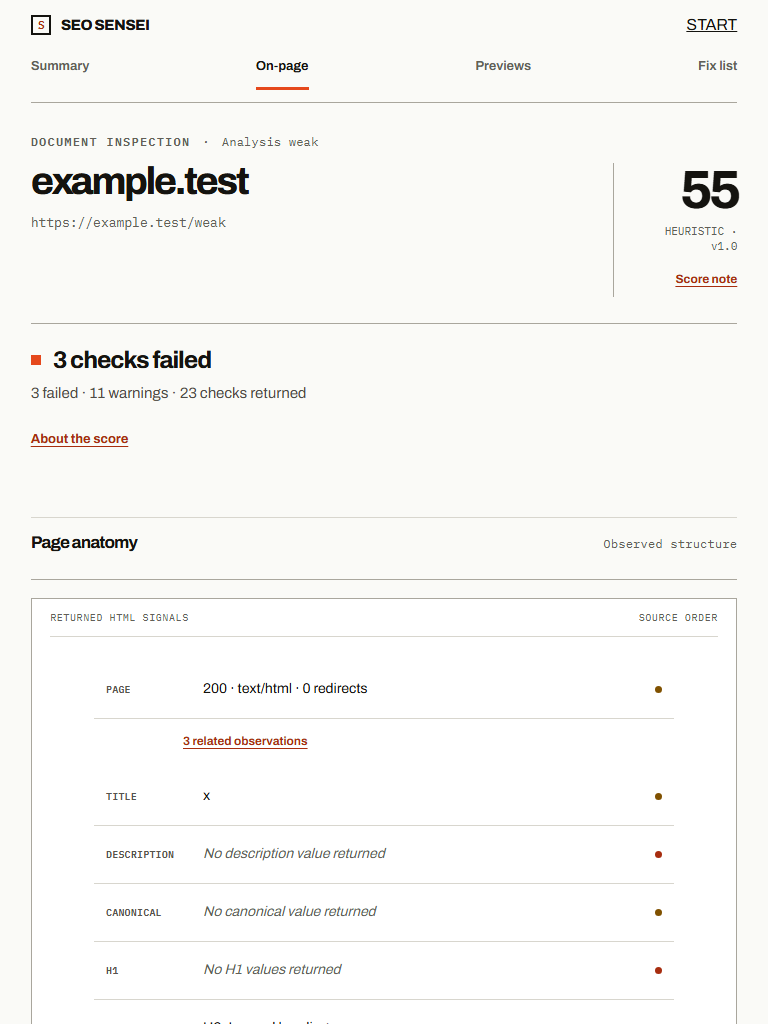 S SEO SENSEI START
Summary On-page Previews Fix list
DOCUMENT INSPECTION · Analysis weak
example.test
https://example.test/weak
55
HEURISTIC ·
v1.0
Score note
3 checks failed
3 failed · 11 warnings · 23 checks returned
About the score
Page anatomy Observed structure
RETURNED HTML SIGNALS SOURCE ORDER
PAGE 200 · text/html · 0 redirects
3 related observations
TITLE x
DESCRIPTION No description value returned
CANONICAL No canonical value returned
H1 No H1 values returned